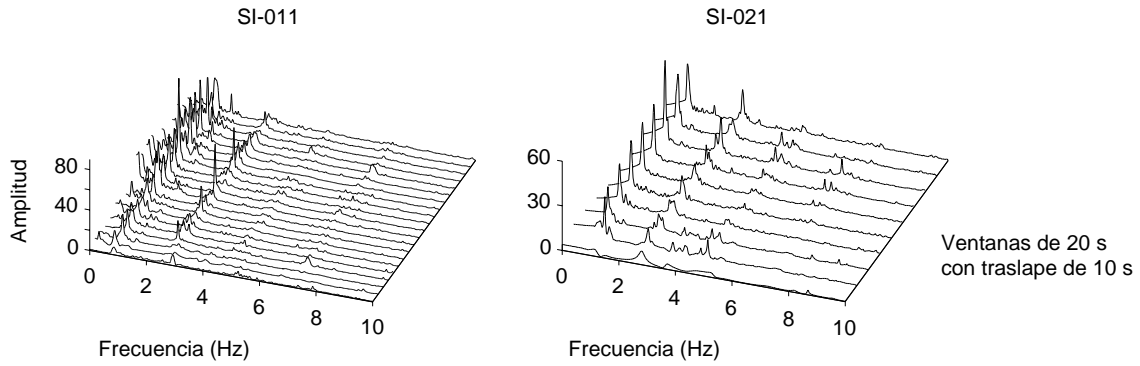 SI-011
SI-021
Amplitud
80
40
0
0
2
4
6
8
10
Frecuencia (Hz)
60
30
0
0
2
4
6
8
10
Frecuencia (Hz)
Ventanas de 20 s
con traslape de 10 s